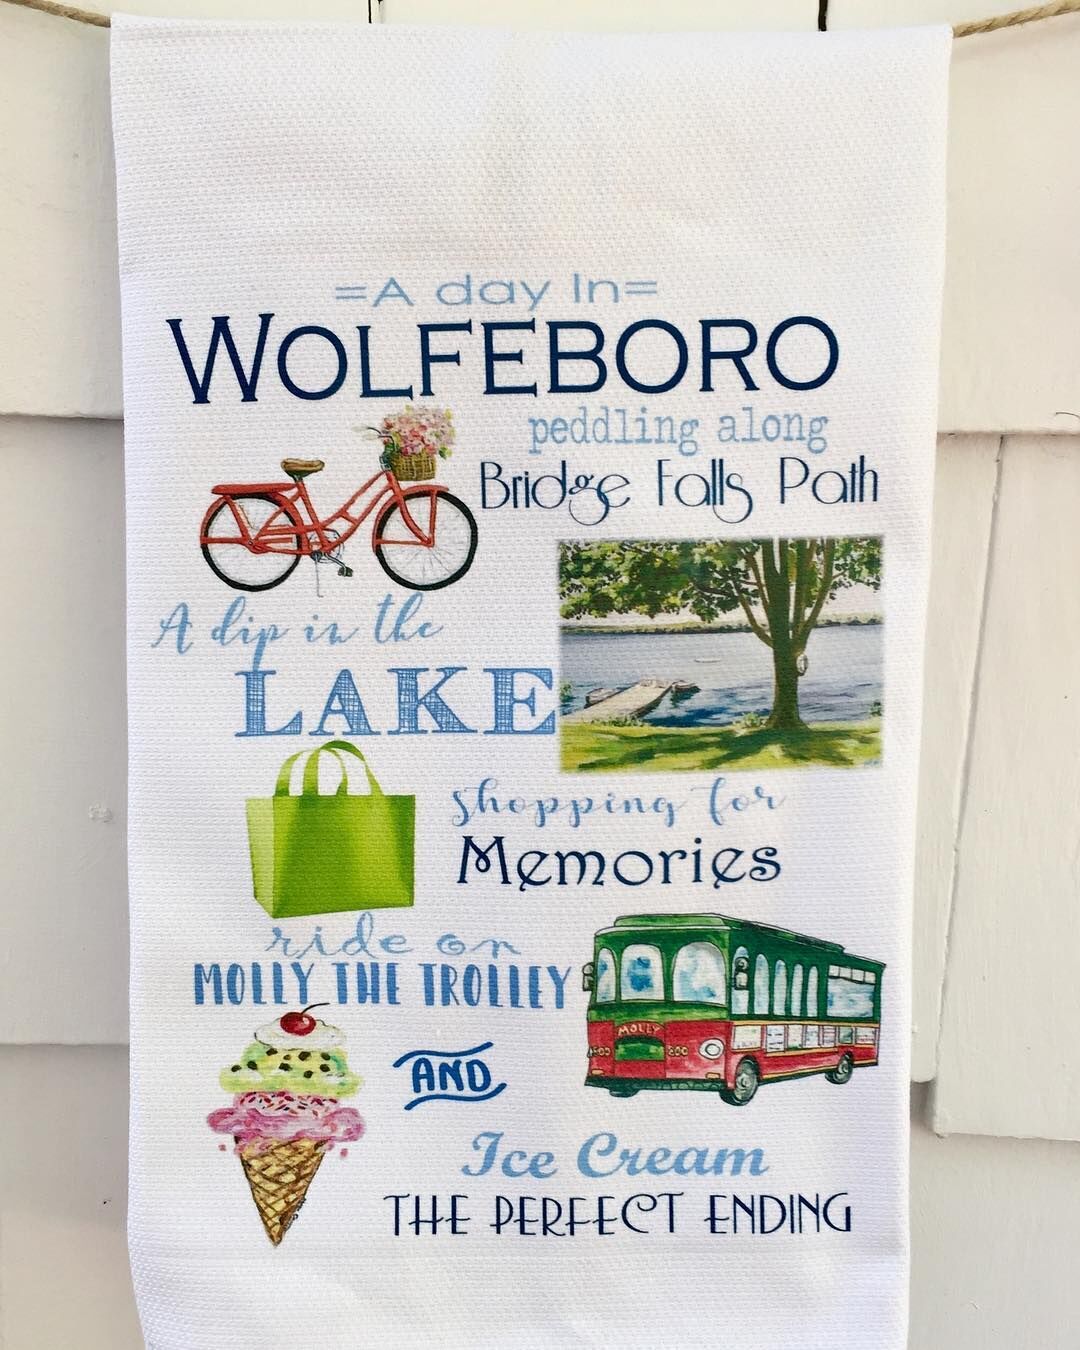 =A day In=
WOLFEBORO
peddling along
Bridge Falls Path
A dip in the
LAKE
shopping for
Memories
ride on
MOLLY THE TROLLEY
MOLLY
AND
Ice Cream
THE PERFECT ENDING